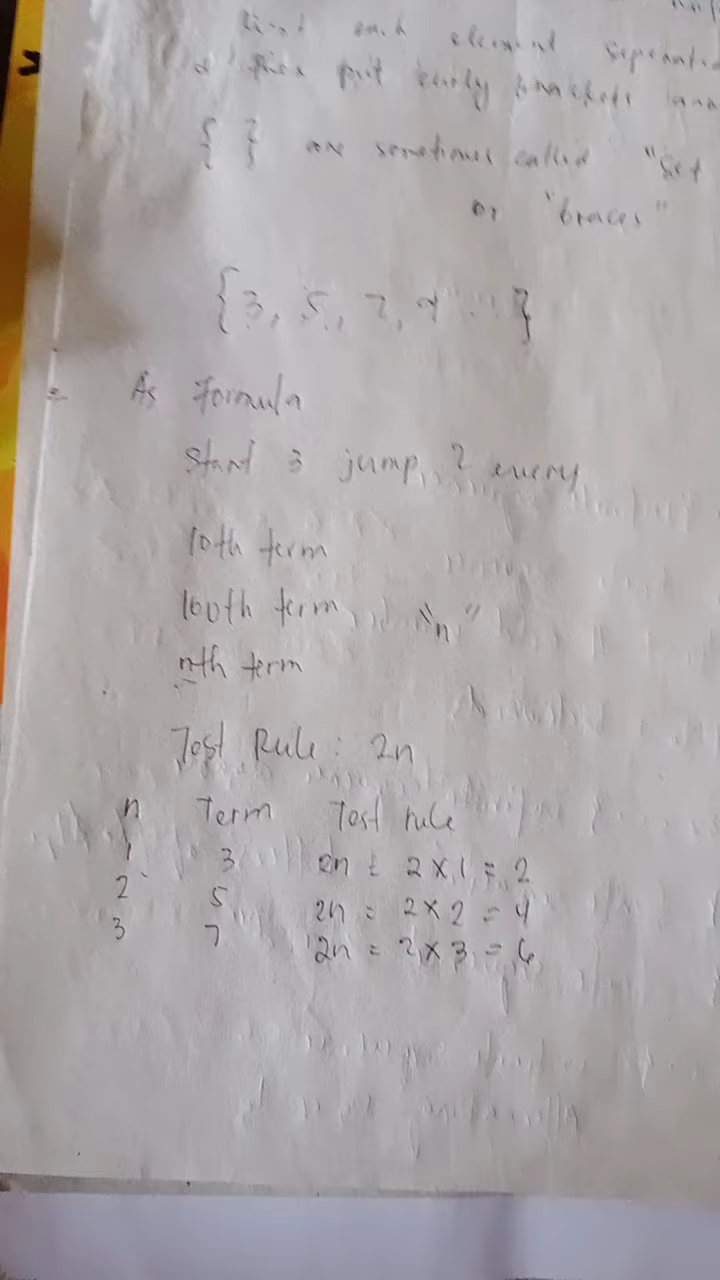 each element separated
& then put curly brackets
{ } are sometimes called "set
or "braces"
{3, 5, 7, 9 ... }
As Formula
Start 3 jump 2 every
10th term
100th term "n"
nth term
Test Rule: 2n
n Term Test rule
1 3 2n = 2 × 1 = 2
2 5 2n = 2 × 2 = 4
3 7 2n = 2 × 3 = 6